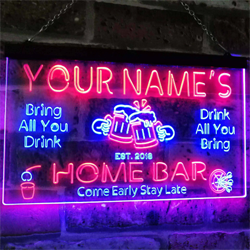 YOUR NAME'S
Bring
All You
Drink
Drink
All You
Bring
EST. 2018
HOME BAR
Come Early Stay Late